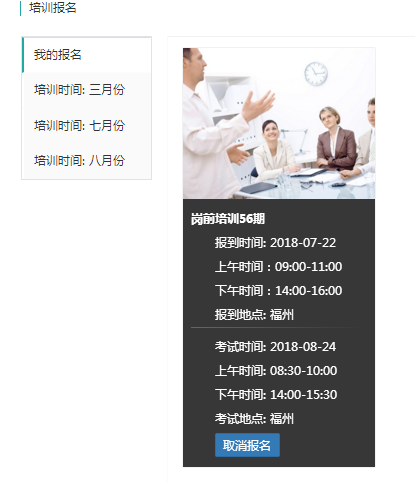 培训报名
我的报名
培训时间: 三月份
培训时间: 七月份
培训时间: 八月份
岗前培训56期
报到时间: 2018-07-22
上午时间：09:00-11:00
下午时间：14:00-16:00
报到地点: 福州
考试时间: 2018-08-24
上午时间: 08:30-10:00
下午时间: 14:00-15:30
考试地点: 福州
取消报名